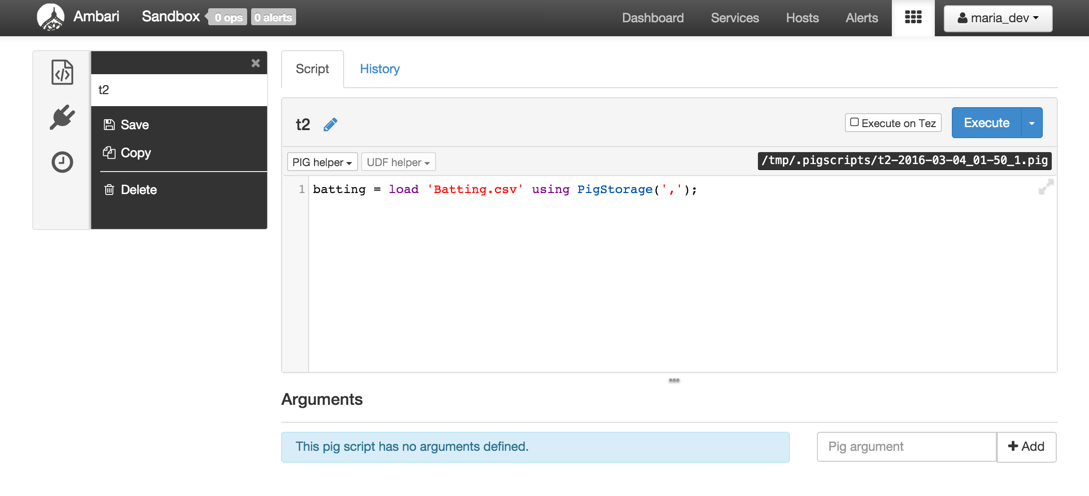 Ambari Sandbox 0 ops 0 alerts Dashboard Services Hosts Alerts maria_dev
t2
Save
Copy
Delete
Script History
t2 Execute on Tez Execute
PIG helper UDF helper /tmp/.pigscripts/t2-2016-03-04_01-50_1.pig
1 batting = load 'Batting.csv' using PigStorage(',');
Arguments
This pig script has no arguments defined. Pig argument + Add